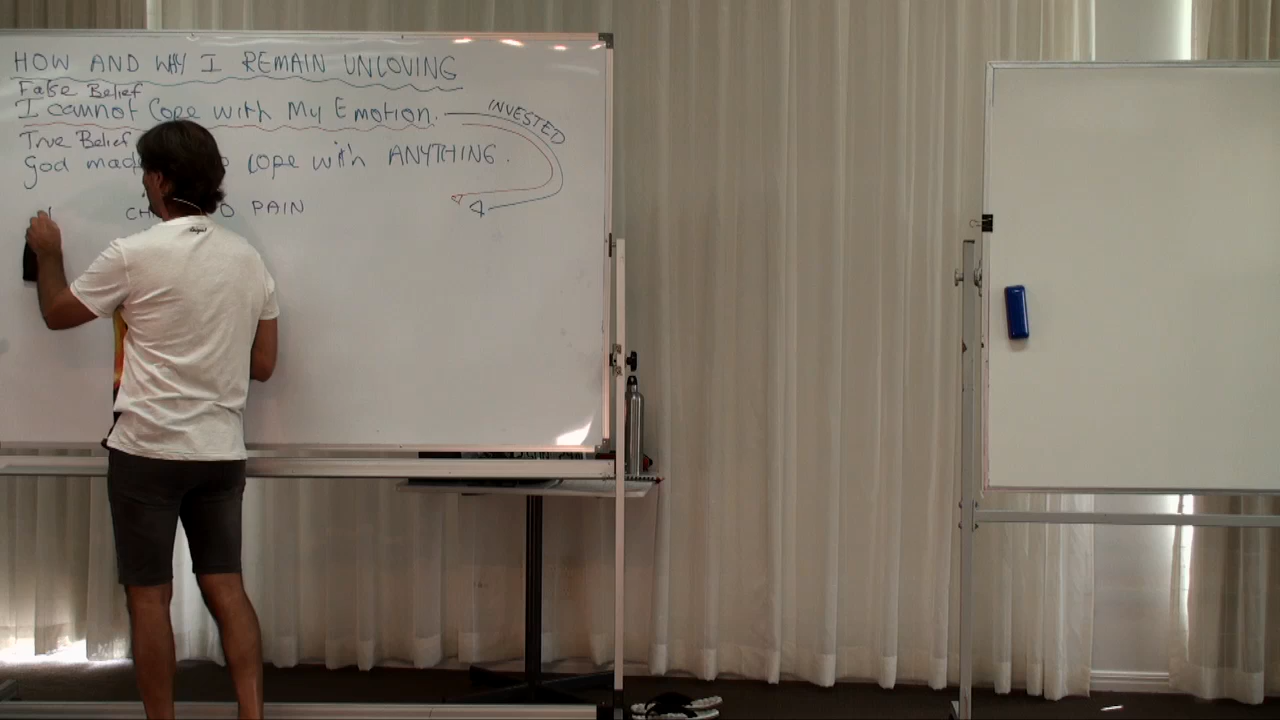 HOW AND WHY I REMAIN UNLOVING
False Belief
I cannot Cope with My Emotion.
INVESTED
True Belief
God cope with ANYTHING.
PAIN